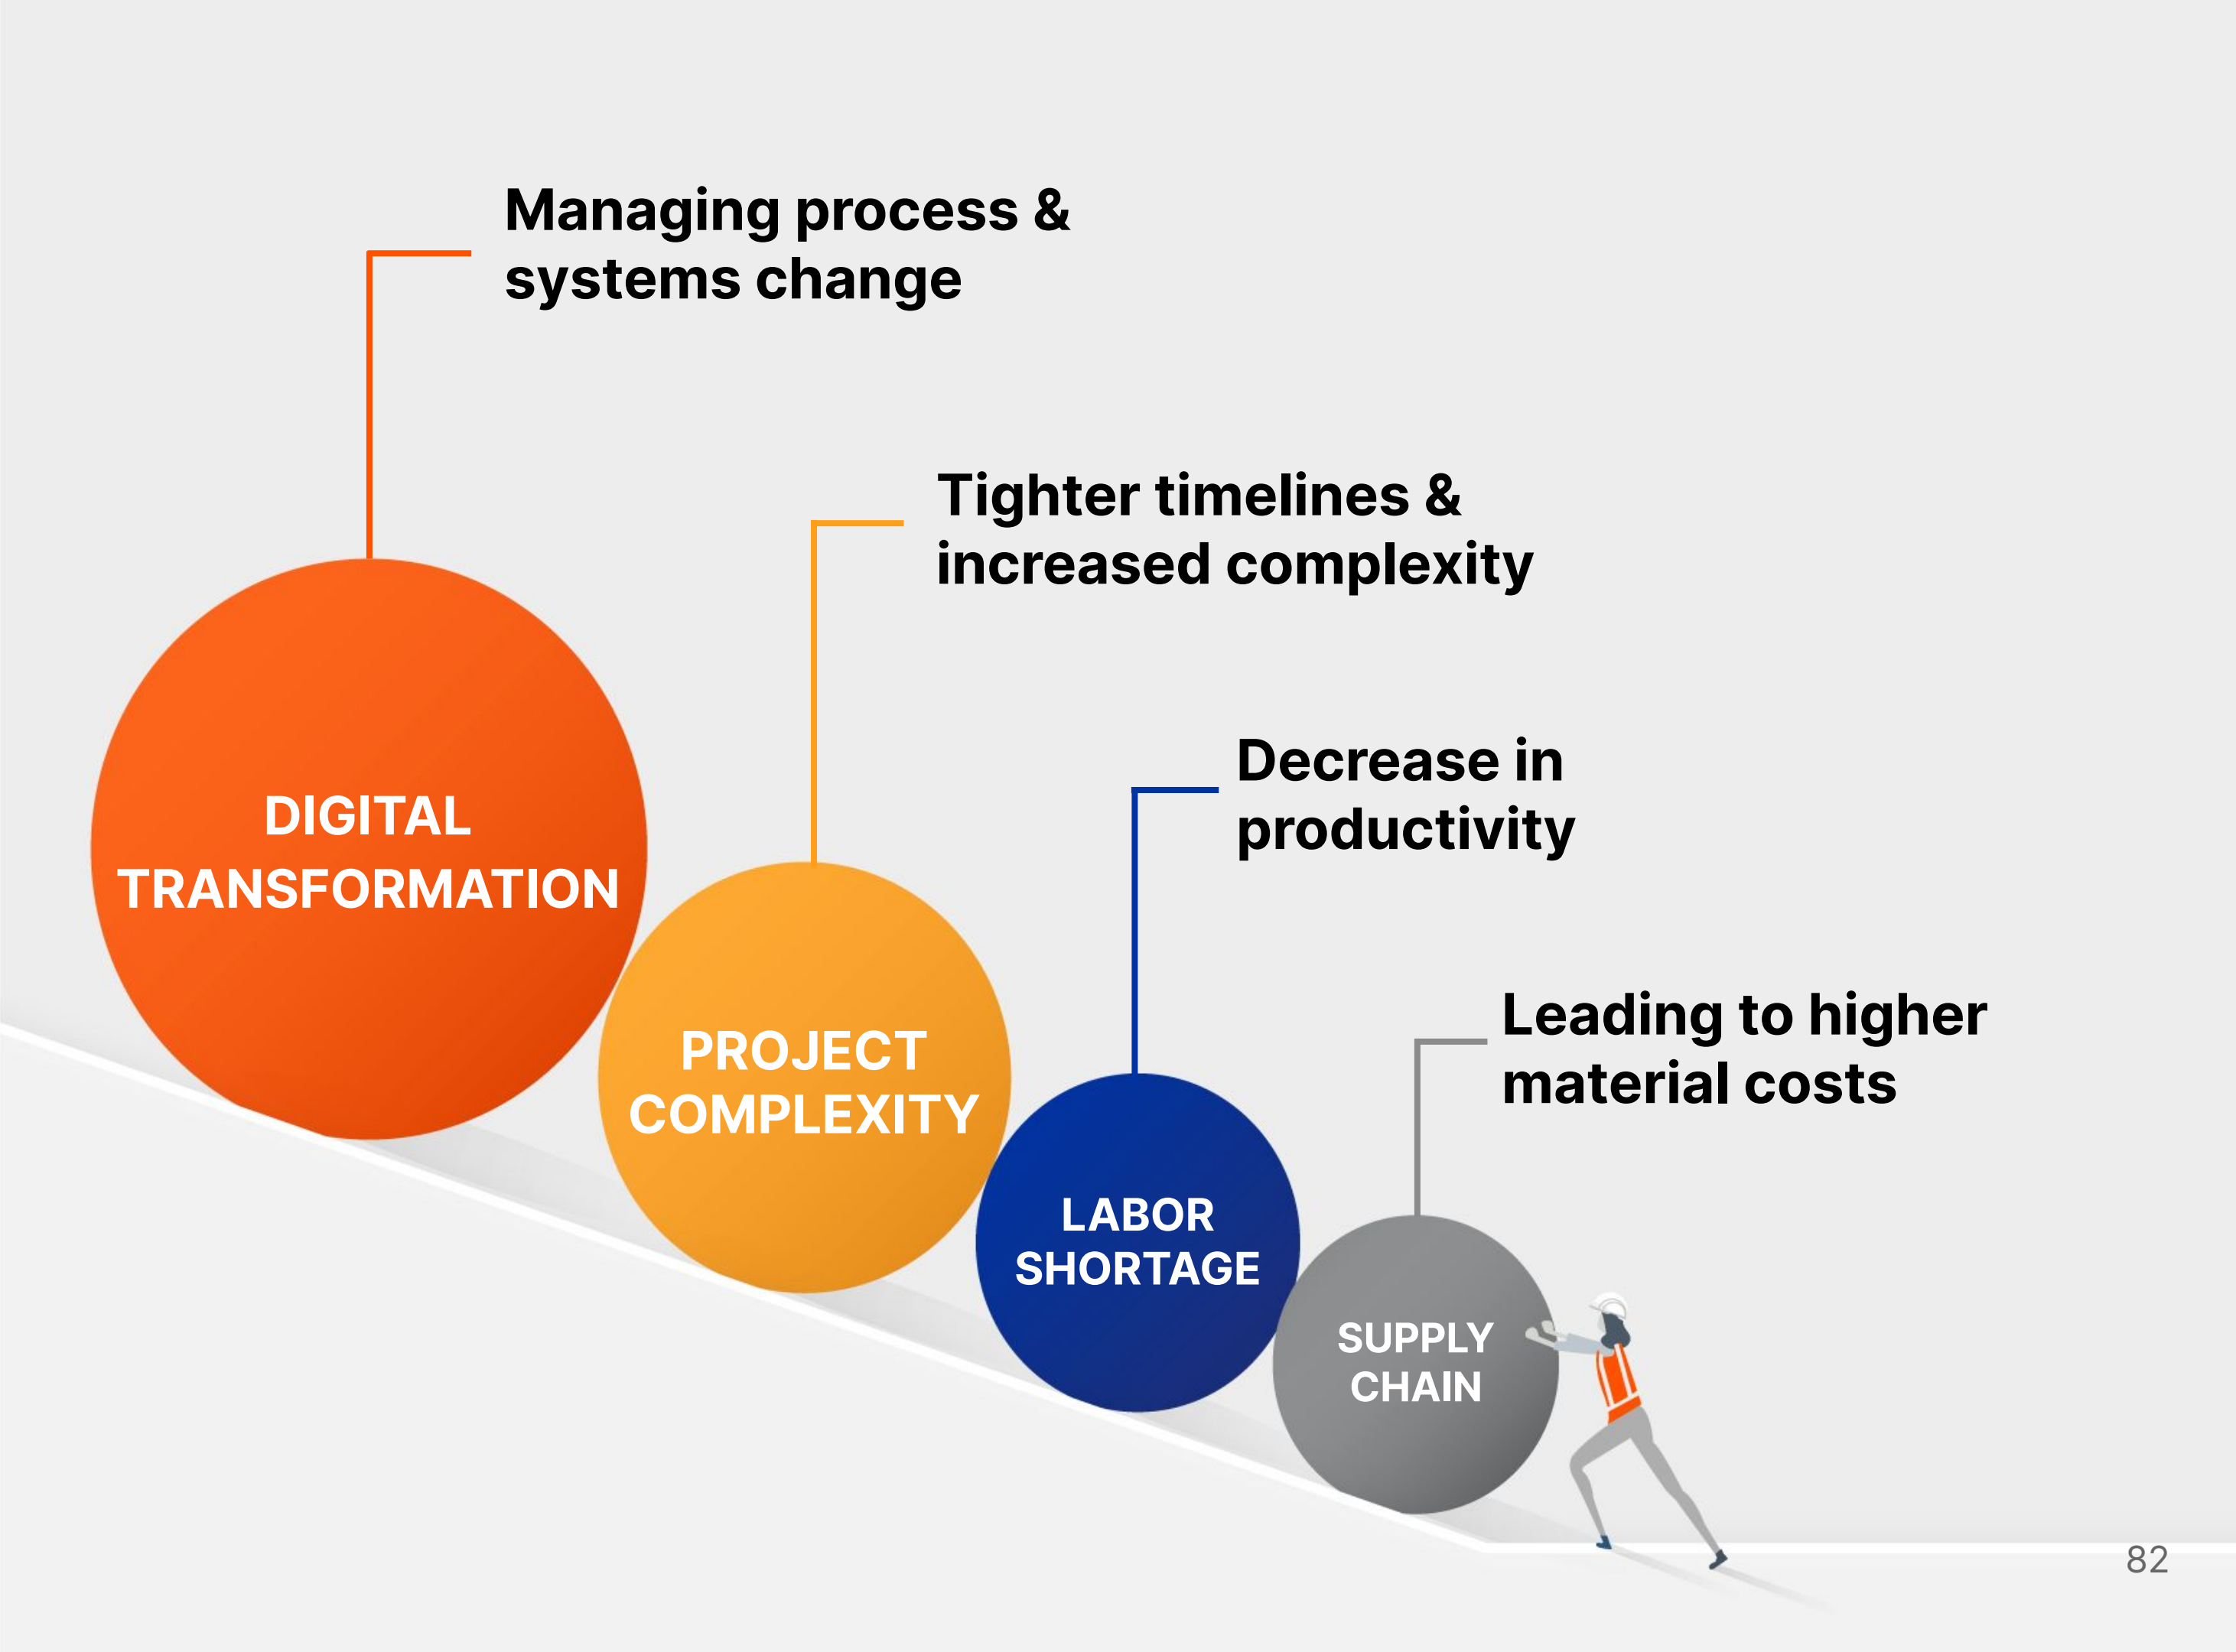 Managing process &
systems change
Tighter timelines &
increased complexity
Decrease in
productivity
Leading to higher
material costs
DIGITAL
TRANSFORMATION
PROJECT
COMPLEXITY
LABOR
SHORTAGE
SUPPLY
CHAIN
82